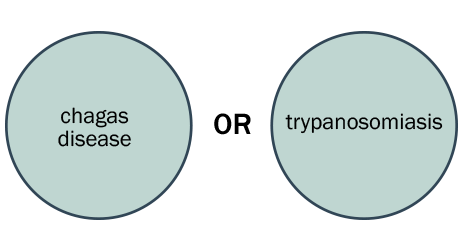 chagas
disease
OR
trypanosomiasis